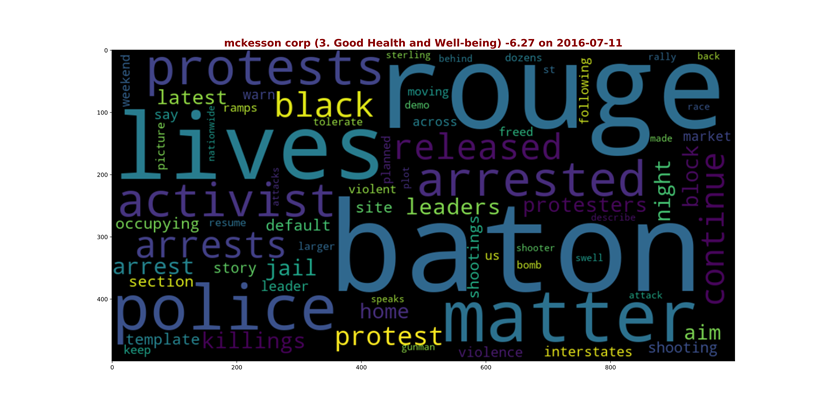 mckesson corp (3. Good Health and Well-being) -6.27 on 2016-07-11
0
100
200
300
400
0
200
400
600
800
weekend
protests
sterling
behind
dozens
rally
back
rouge
st
following
race
latest
warn
black
moving
say
ramps
demo
tolerate
across
freed
made
market
lives
picture
nationwide
planned
released
plot
arrested
block
continue
night
activist
attacks
violent
site
leaders
protesters
describe
occupying
resume
default
baton
arrests
larger
shootings
us
shooter
swell
bomb
arrest
story
jail
section
leader
police
speaks
home
matter
attack
aim
template
killings
protest
keep
gunman
violence
interstates
shooting